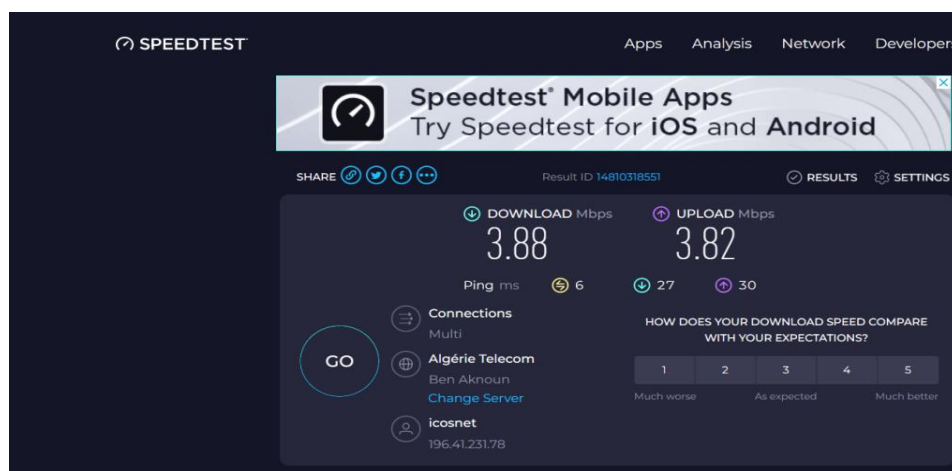 SPEEDTEST
Apps Analysis Network Developers
Speedtest® Mobile Apps
Try Speedtest for iOS and Android
SHARE Result ID 14810318551 RESULTS SETTINGS
DOWNLOAD Mbps UPLOAD Mbps
3.88 3.82
Ping ms 6 27 30
Connections
Multi
HOW DOES YOUR DOWNLOAD SPEED COMPARE
WITH YOUR EXPECTATIONS?
GO
Algérie Telecom
Ben Aknoun
Change Server
1 2 3 4 5
Much worse As expected Much better
icosnet
196.41.231.78